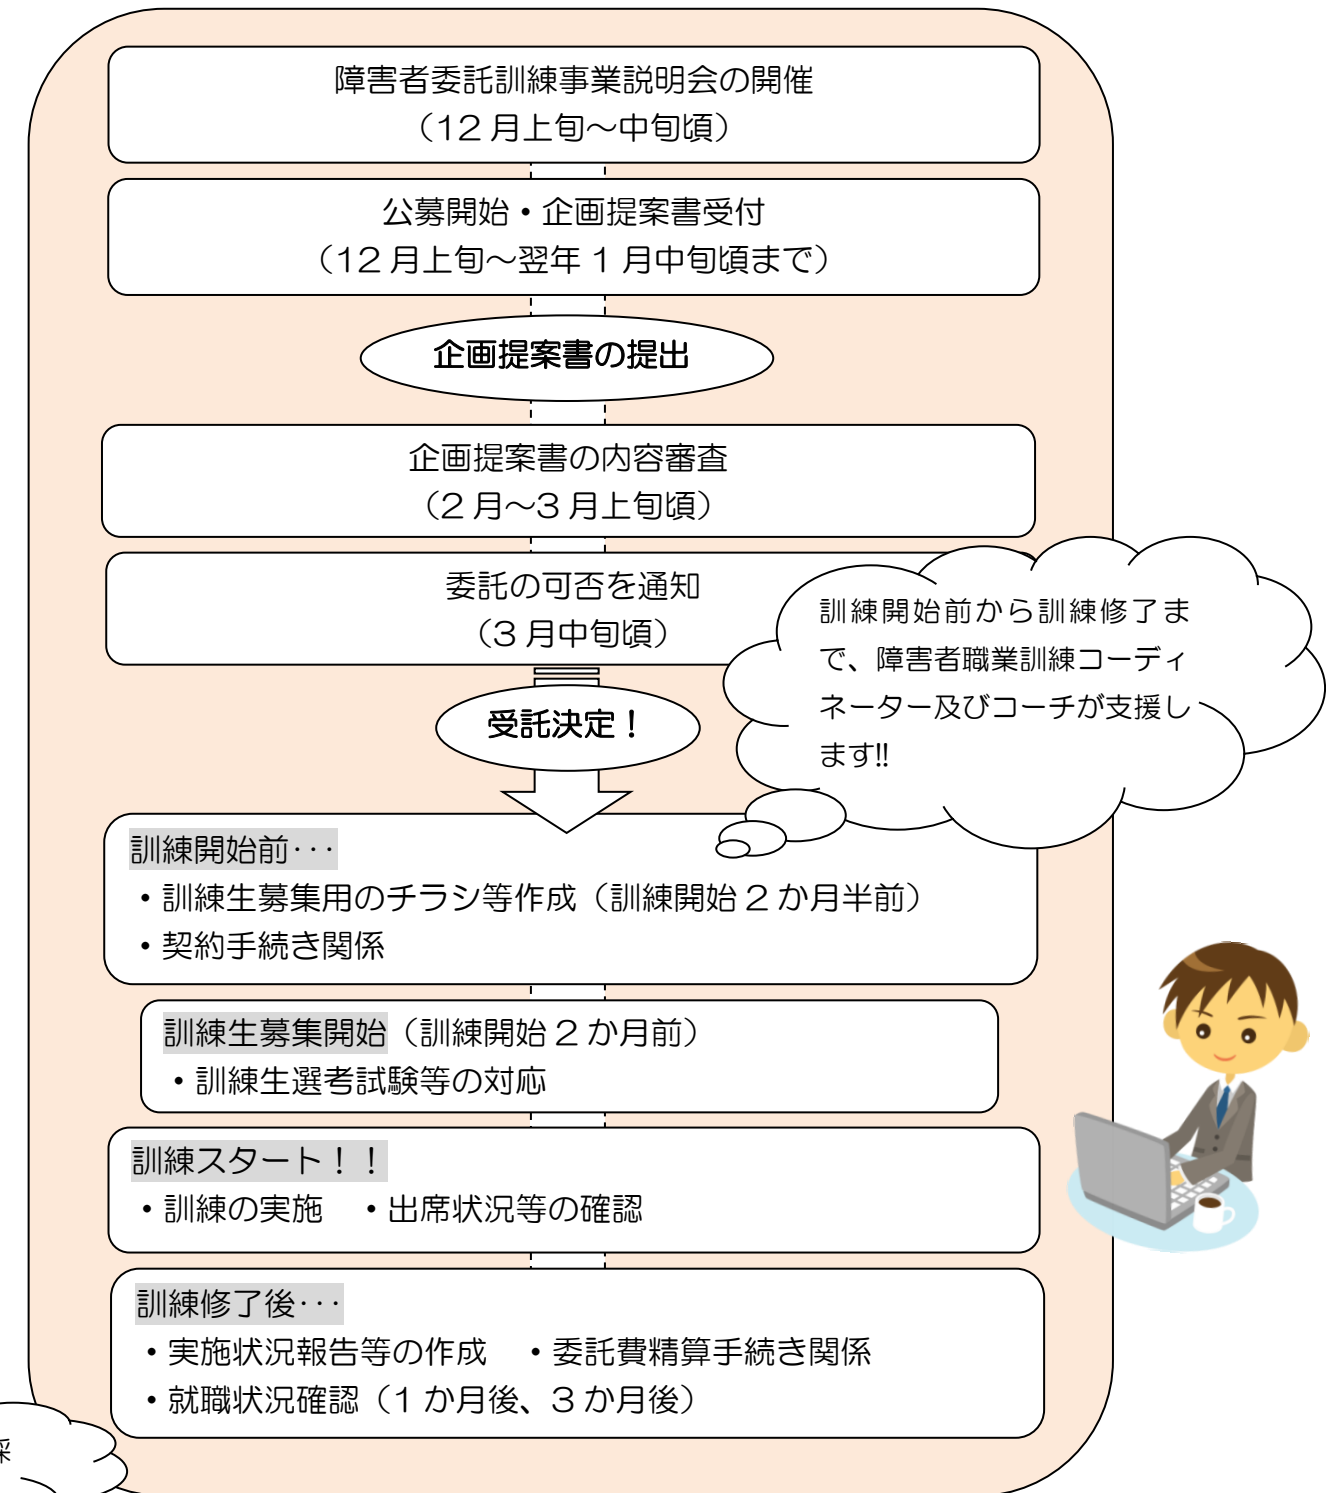 障害者委託訓練事業説明会の開催
（12月上旬～中旬頃）
公募開始・企画提案書受付
（12月上旬～翌年1月中旬頃まで）
企画提案書の提出
企画提案書の内容審査
（2月～3月上旬頃）
委託の可否を通知
（3月中旬頃）
訓練開始前から訓練修了ま
で、障害者職業訓練コーディ
ネーター及びコーチが支援し
ます!!
受託決定！
訓練開始前･･･
・訓練生募集用のチラシ等作成（訓練開始2か月半前）
・契約手続き関係
訓練生募集開始（訓練開始2か月前）
・訓練生選考試験等の対応
訓練スタート！！
・訓練の実施　・出席状況等の確認
訓練修了後･･･
・実施状況報告等の作成　・委託費精算手続き関係
・就職状況確認（1か月後、3か月後）